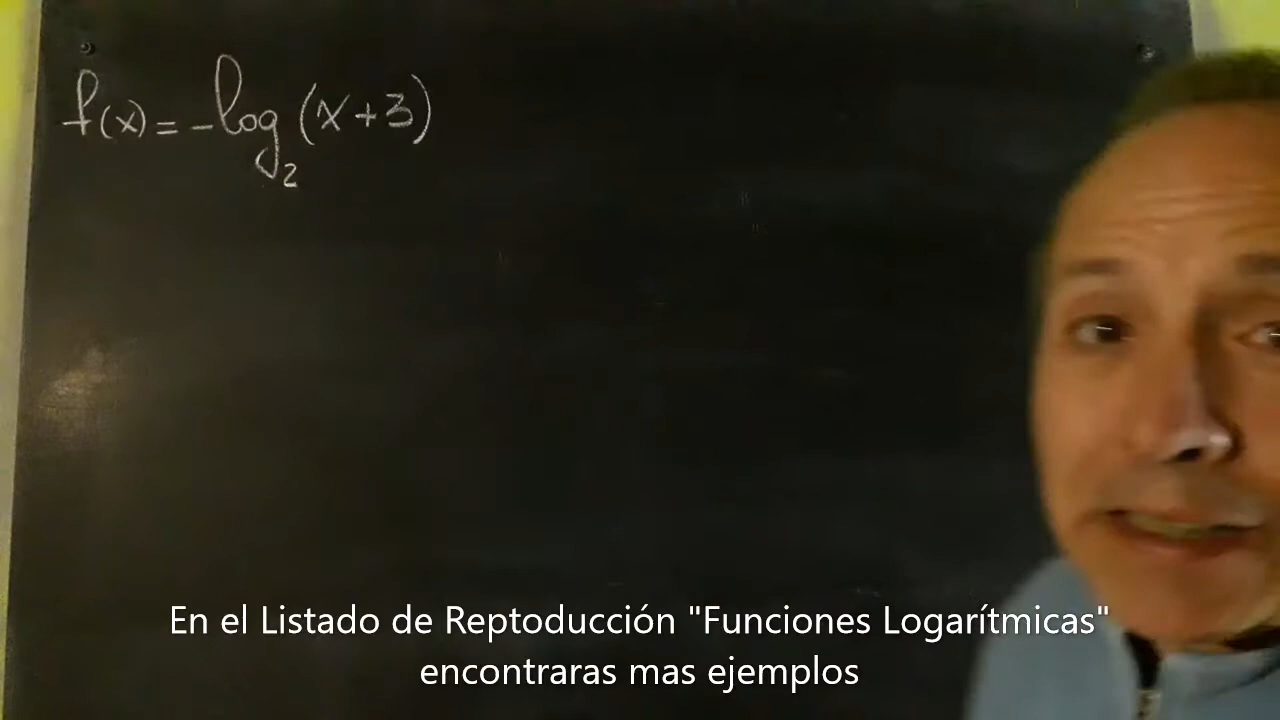 f(x) = -log₂(x+3)
En el Listado de Reptoducción "Funciones Logarítmicas"
encontraras mas ejemplos